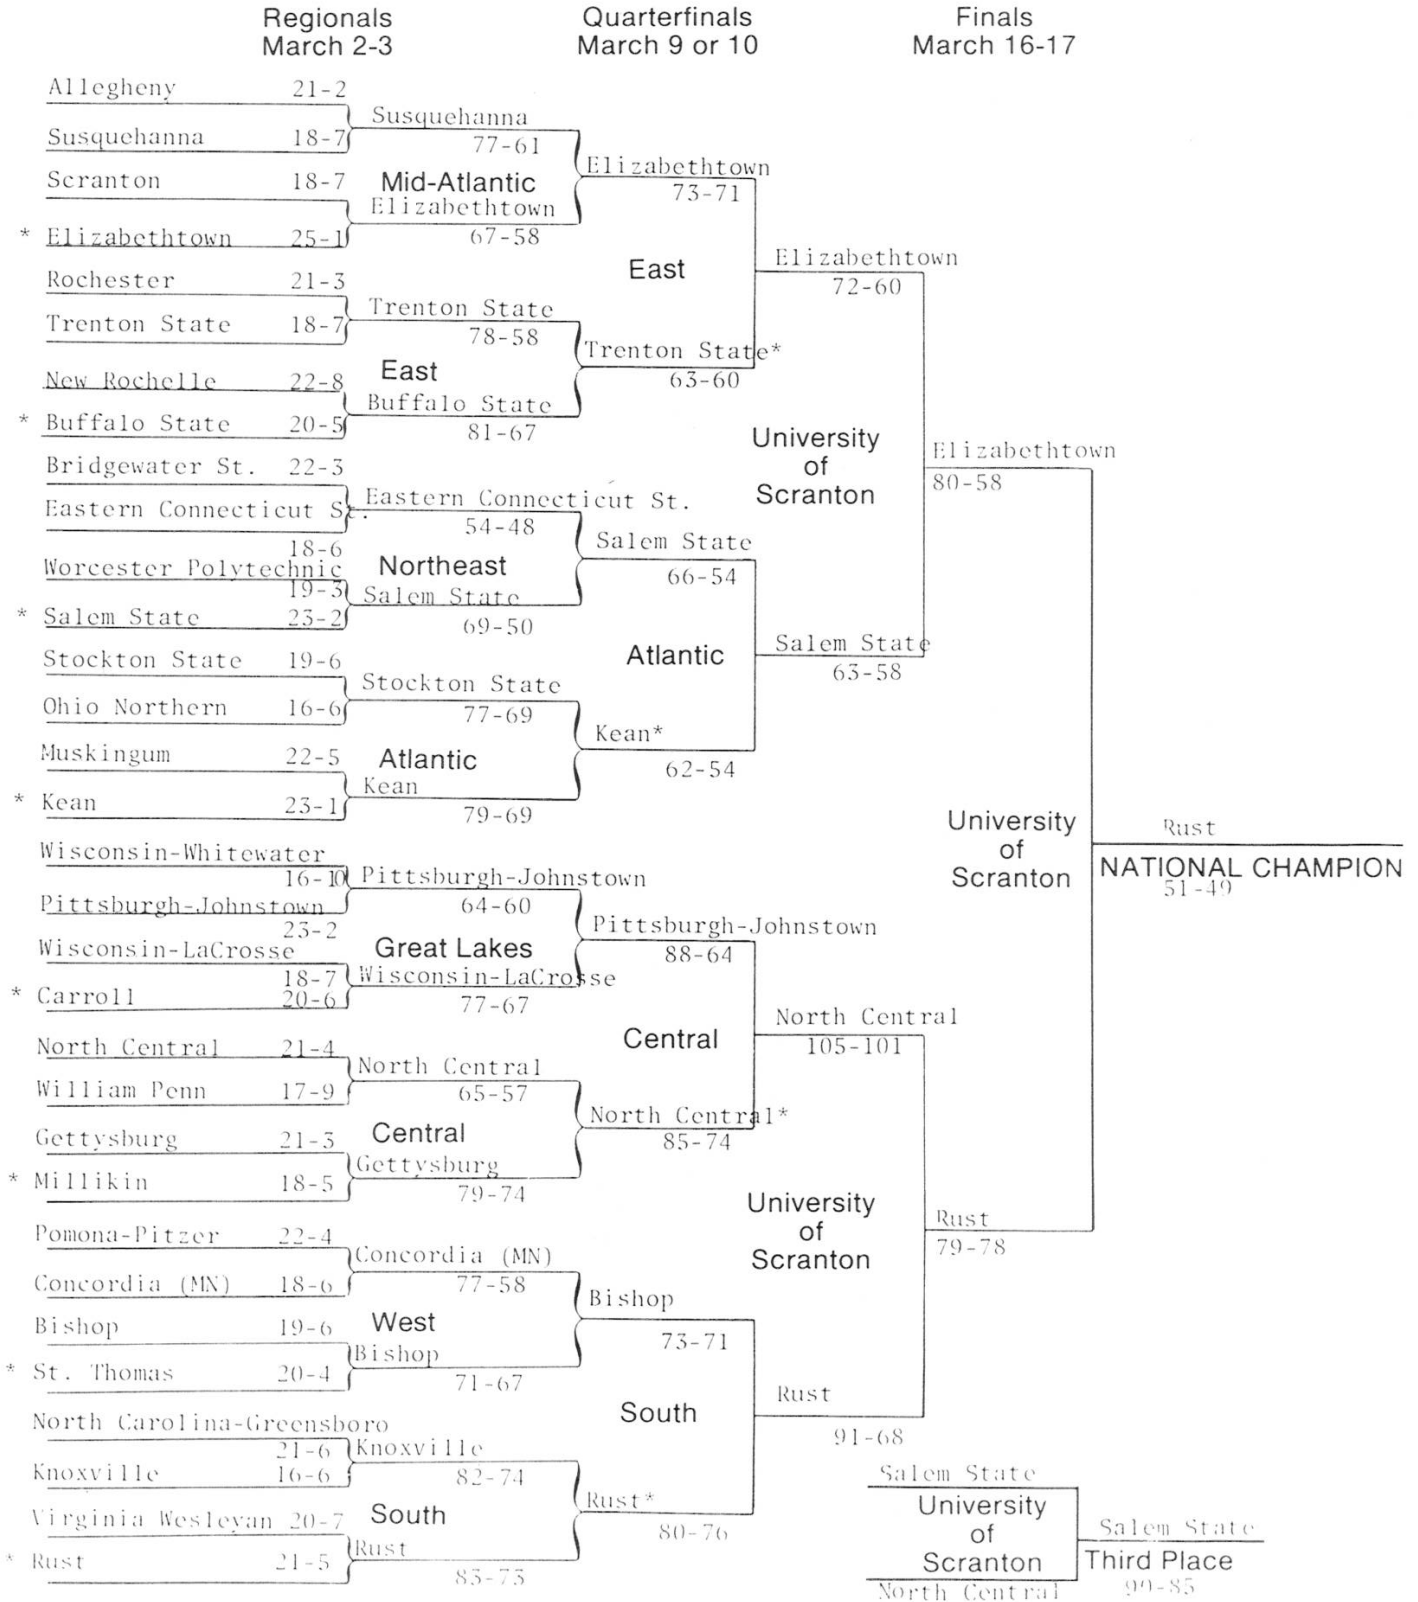 Regionals
March 2-3
Quarterfinals
March 9 or 10
Finals
March 16-17
Allegheny 21-2
Susquehanna 18-7
Scranton 18-7
* Elizabethtown 25-1
Rochester 21-3
Trenton State 18-7
New Rochelle 22-8
* Buffalo State 20-5
Bridgewater St. 22-3
Eastern Connecticut St.
18-6
Worcester Polytechnic
19-3
* Salem State 23-2
Stockton State 19-6
Ohio Northern 16-6
Muskingum 22-5
* Kean 23-1
Wisconsin-Whitewater
16-10
Pittsburgh-Johnstown
23-2
Wisconsin-LaCrosse
18-7
* Carroll 20-6
North Central 21-4
William Penn 17-9
Gettysburg 21-3
* Millikin 18-5
Pomona-Pitzer 22-4
Concordia (MN) 18-6
Bishop 19-6
* St. Thomas 20-4
North Carolina-Greensboro
21-6
Knoxville 16-6
Virginia Wesleyan 20-7
* Rust 21-5
Susquehanna
77-61
Mid-Atlantic
Elizabethtown
67-58
Trenton State
78-58
East
Buffalo State
81-67
Eastern Connecticut St.
54-48
Northeast
Salem State
69-50
Stockton State
77-69
Atlantic
Kean
79-69
Pittsburgh-Johnstown
64-60
Great Lakes
Wisconsin-LaCrosse
77-67
North Central
65-57
Central
Gettysburg
79-74
Concordia (MN)
77-58
West
Bishop
71-67
Knoxville
82-74
South
Rust
83-73
Elizabethtown
73-71
East
Trenton State*
63-60
Salem State
66-54
Atlantic
Kean*
62-54
Pittsburgh-Johnstown
88-64
Central
North Central*
85-74
Bishop
73-71
South
Rust*
80-76
Elizabethtown
72-60
University
of
Scranton
Salem State
63-58
North Central
105-101
University
of
Scranton
Rust
91-68
Elizabethtown
80-58
University
of
Scranton
Rust
79-78
Rust
NATIONAL CHAMPION
51-49
Salem State
University
of
Scranton
North Central
Salem State
Third Place